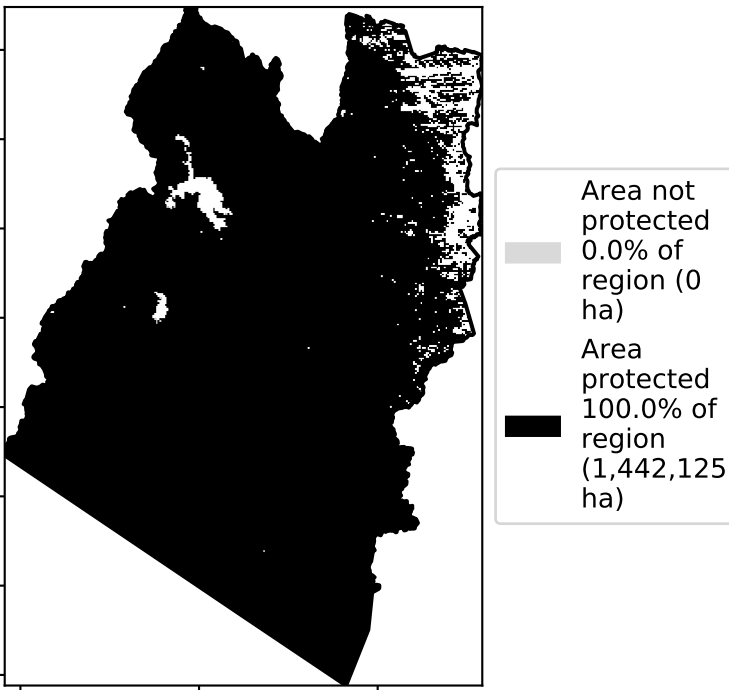 Area not
protected
0.0% of
region (0
ha)
Area
protected
100.0% of
region
(1,442,125
ha)